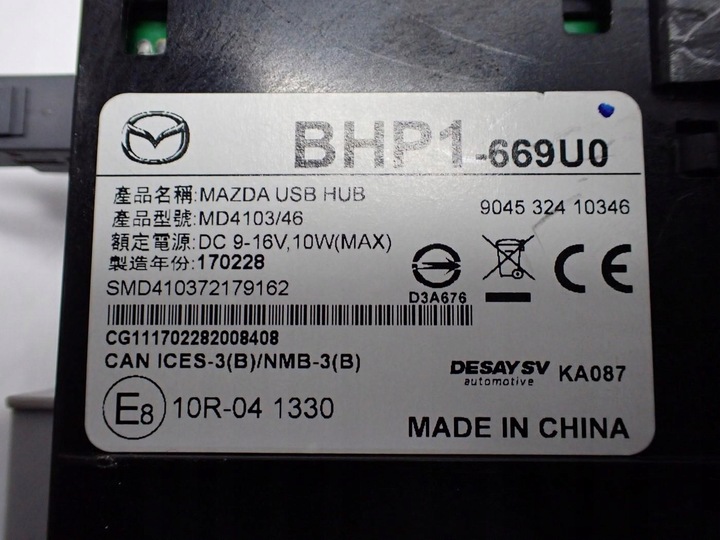 BHP1-669U0
產品名稱:MAZDA USB HUB
產品型號:MD4103/46
9045 324 10346
額定電源:DC 9-16V,10W(MAX)
製造年份:170228
D3A676
CE
SMD410372179162
CG111702282008408
CAN ICES-3(B)/NMB-3(B)
DESAY SV
automotive
KA087
E8 10R-04 1330
MADE IN CHINA